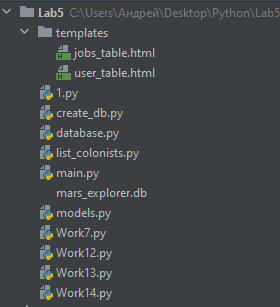 Lab5 C:\Users\Андрей\Desktop\Python\Lab5
templates
jobs_table.html
user_table.html
1.py
create_db.py
database.py
list_colonists.py
main.py
mars_explorer.db
models.py
Work7.py
Work12.py
Work13.py
Work14.py